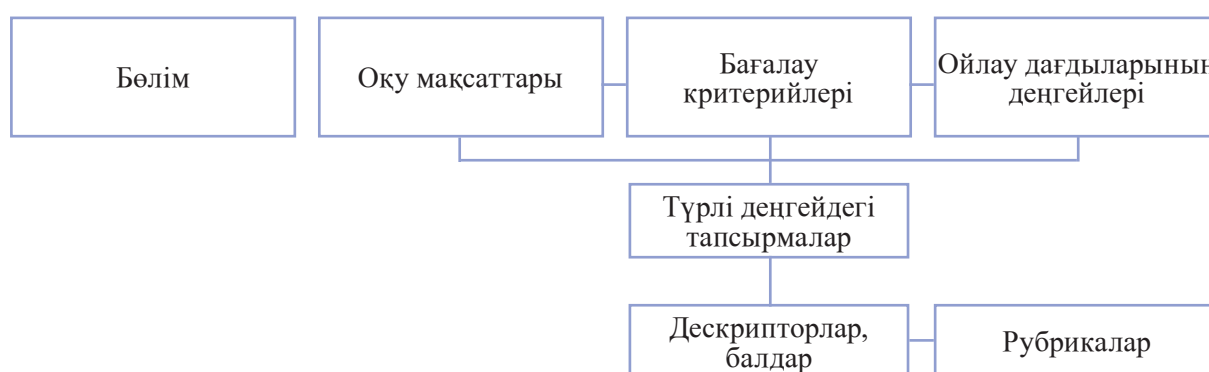 Бөлім
Оқу мақсаттары
Бағалау
критерийлері
Ойлау дағдыларының
деңгейлері
Түрлі деңгейдегі
тапсырмалар
Дескрипторлар,
балдар
Рубрикалар